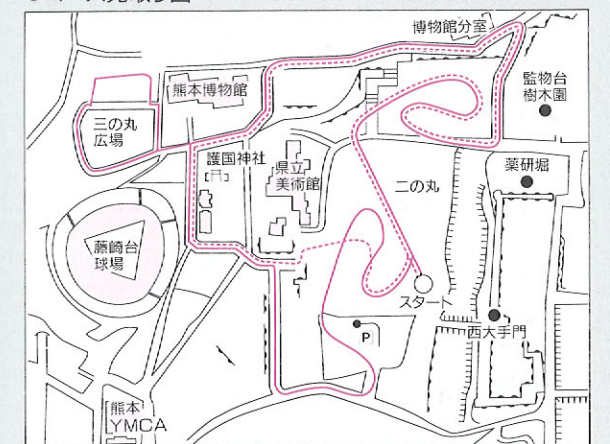 博物館分室
熊本博物館
監物台
樹木園
三の丸
広場
護国神社
県立
美術館
薬研堀
二の丸
藤崎台
球場
スタート
西大手門
P
熊本
YMCA